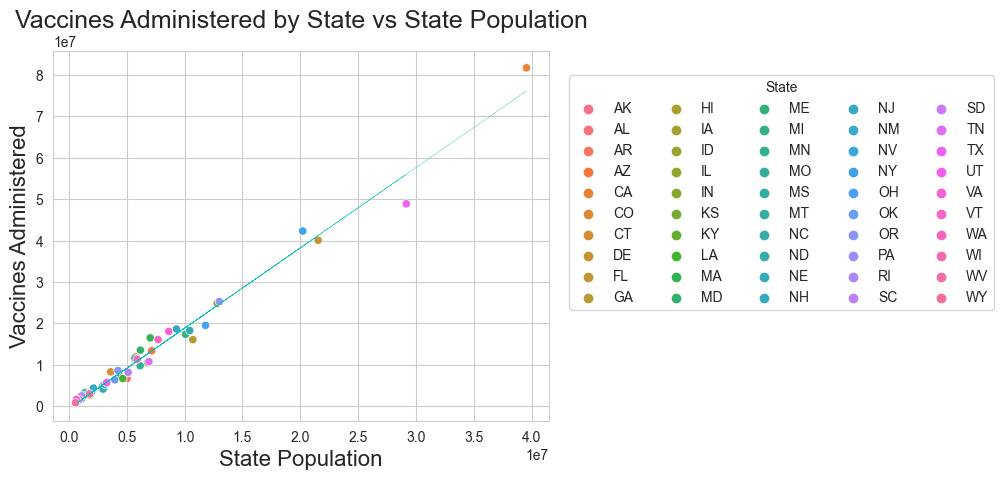 Vaccines Administered by State vs State Population
1e7
8
7
6
5
4
3
2
1
0
Vaccines Administered
0.0 0.5 1.0 1.5 2.0 2.5 3.0 3.5 4.0
1e7
State Population
State
AK HI ME NJ SD
AL IA MI NM TN
AR ID MN NV TX
AZ IL MO NY UT
CA IN MS OH VA
CO KS MT OK VT
CT KY NC OR WA
DE LA ND PA WI
FL MA NE RI WV
GA MD NH SC WY